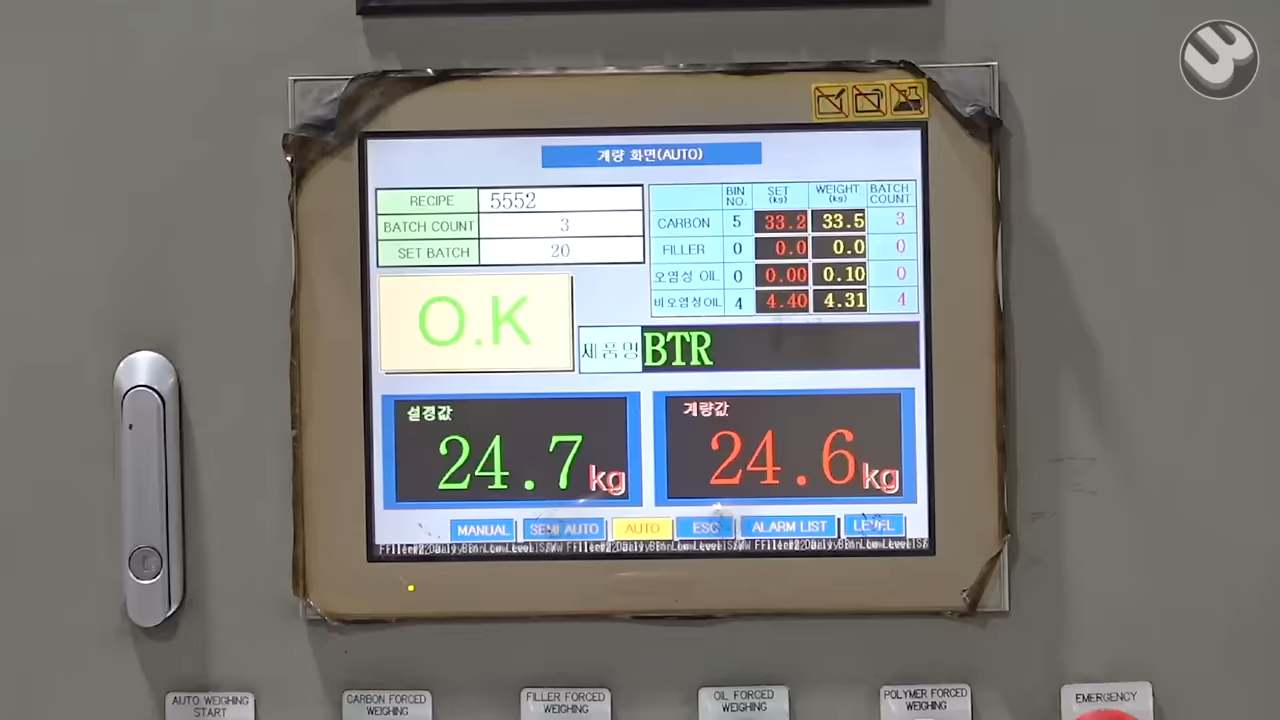 계량 화면(AUTO)
RECIPE 5552
BATCH COUNT 3
SET BATCH 20
BIN NO. SET (kg) WEIGHT (kg) BATCH COUNT
CARBON 5 33.2 33.5 3
FILLER 0 0.0 0.0 0
오염성 OIL 0 0.00 0.10 0
비오염성OIL 4 4.40 4.31 4
O.K
제품명 BTR
설정값
24.7 kg
계량값
24.6 kg
MANUAL SEMI AUTO AUTO ESC ALARM LIST LEVEL
AUTO WEIGHING START
CARBON FORCED WEIGHING
FILLER FORCED WEIGHING
OIL FORCED WEIGHING
POLYMER FORCED WEIGHING
EMERGENCY